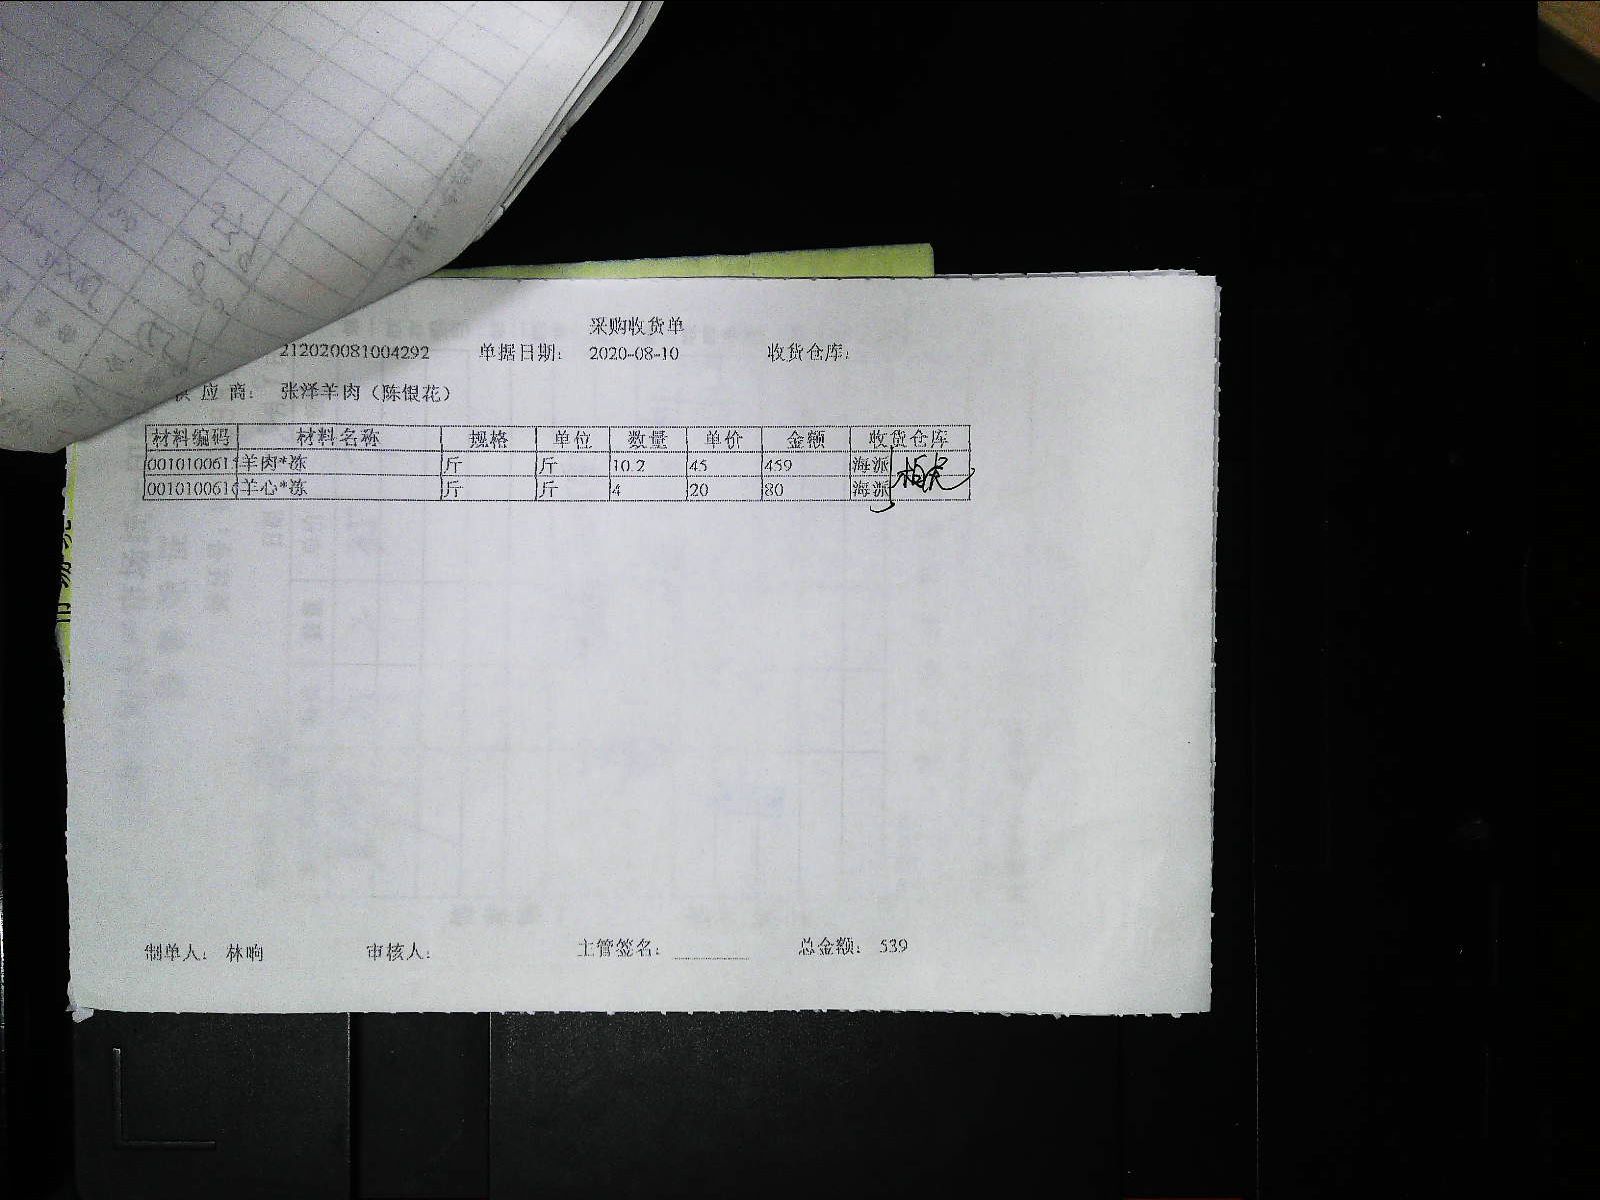 采购收货单
212020081004292 单据日期: 2020-08-10 收货仓库:
供 应 商: 张泽羊肉（陈银花）
材料编码 材料名称 规格 单位 数量 单价 金额 收货仓库
0010100615 羊肉*冻 斤 斤 10.2 45 459 海派
0010100616 羊心*冻 斤 斤 4 20 80 海派
制单人: 林响 审核人: 主管签名: 总金额: 539